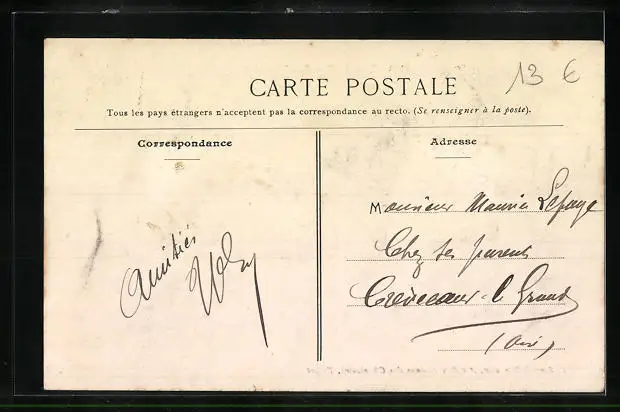 13 €
CARTE POSTALE
Tous les pays étrangers n'acceptent pas la correspondance au recto. (Se renseigner à la poste).
Correspondance
Adresse
Amitiés
Monsieur Maurice Lepage
Chez ses parents
Crèvecoeur-le Grand
(Oise)